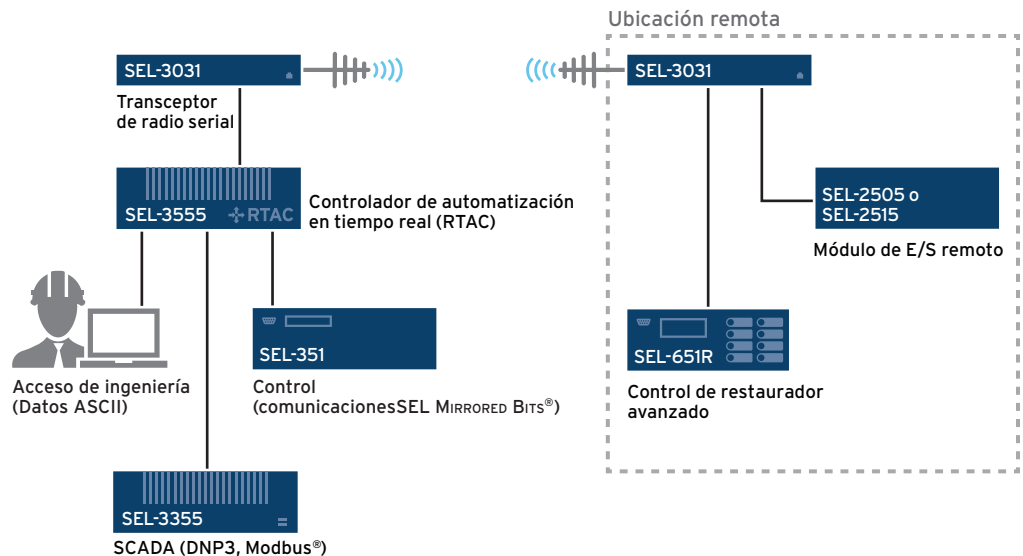 Ubicación remota
SEL-3031
Transceptor
de radio serial
SEL-3031
SEL-3555
RTAC
Controlador de automatización
en tiempo real (RTAC)
SEL-2505 o
SEL-2515
Módulo de E/S remoto
Acceso de ingeniería
(Datos ASCII)
SEL-351
Control
(comunicacionesSEL MIRRORED BITS®)
SEL-651R
Control de restaurador
avanzado
SEL-3355
SCADA (DNP3, Modbus®)